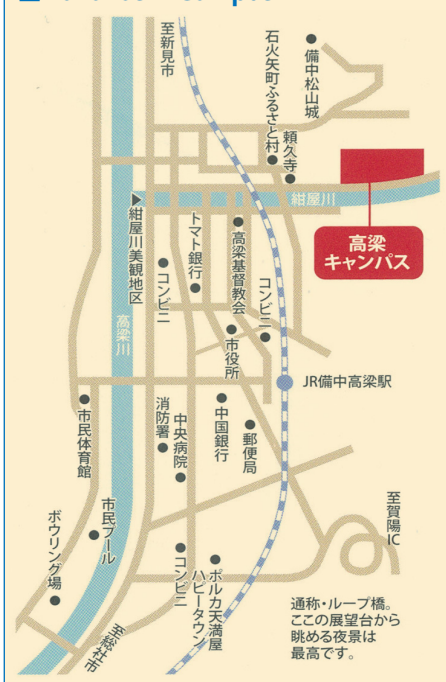 至新見市
備中松山城
石火矢町ふるさと村
頼久寺
紺屋川
高梁
キャンパス
紺屋川美観地区
トマト銀行
高梁基督教会
コンビニ
コンビニ
高梁川
市役所
JR備中高梁駅
市民体育館
消防署
中央病院
中国銀行
郵便局
至賀陽IC
ボウリング場
市民プール
コンビニ
ポルカ天満屋
ハピータウン
至総社市
通称・ループ橋。
ここの展望台から
眺める夜景は
最高です。